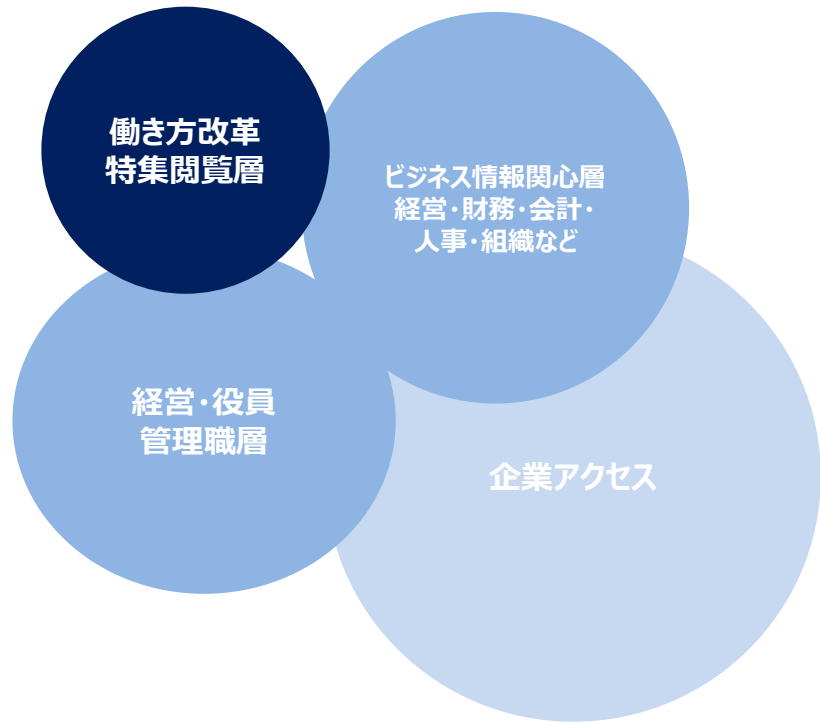 働き方改革
特集閲覧層
ビジネス情報関心層
経営・財務・会計・
人事・組織など
経営・役員
管理職層
企業アクセス